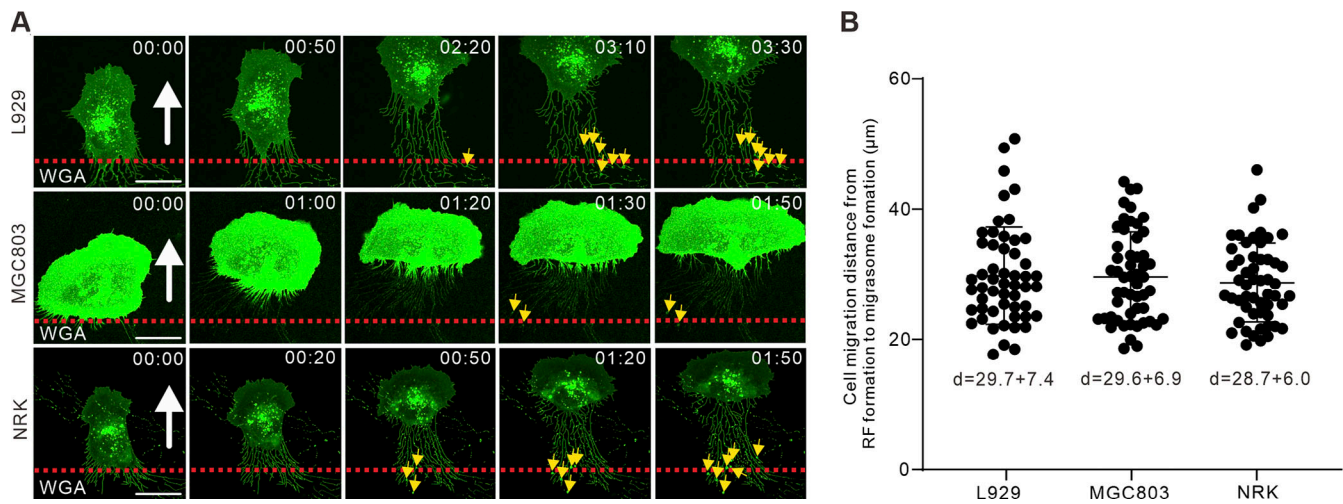 A
L929
00:00
00:50
02:20
03:10
03:30
WGA
MGC803
00:00
01:00
01:20
01:30
01:50
WGA
NRK
00:00
00:20
00:50
01:20
01:50
WGA
B
Cell migration distance from
RF formation to migrasome fomation (μm)
60
40
20
0
d=29.7+7.4
d=29.6+6.9
d=28.7+6.0
L929
MGC803
NRK